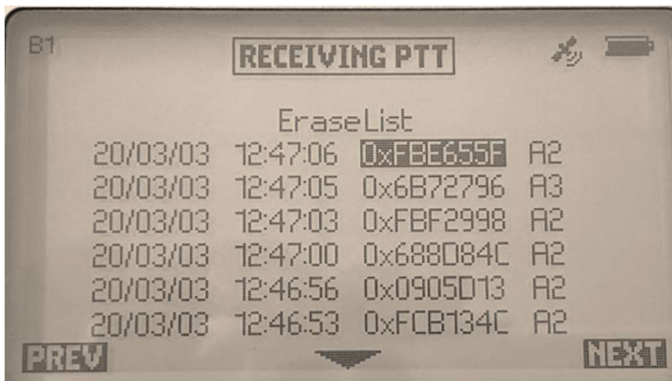 B1 RECEIVING PTT
EraseList
20/03/03 12:47:06 0xFBE655F A2
20/03/03 12:47:05 0x6B72796 A3
20/03/03 12:47:03 0xFBF2998 A2
20/03/03 12:47:00 0x688D84C A2
20/03/03 12:46:56 0x0905D13 A2
20/03/03 12:46:53 0xFCB134C A2
PREV NEXT